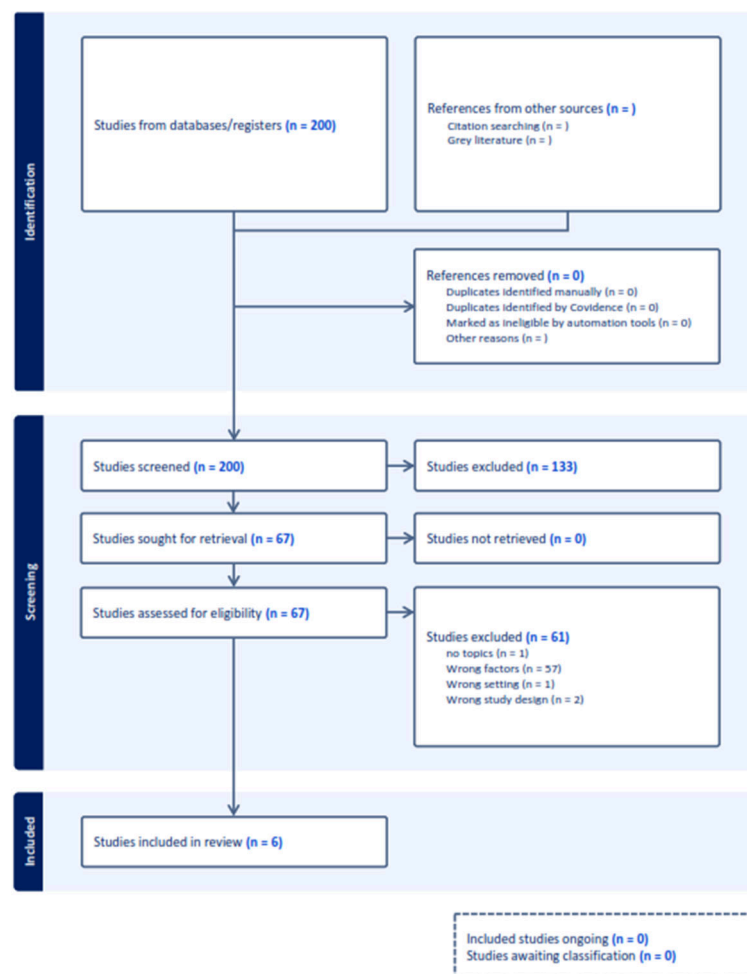 Identification
Studies from databases/registers (n = 200)
References from other sources (n = )
Citation searching (n = )
Grey literature (n = )
References removed (n = 0)
Duplicates identified manually (n = 0)
Duplicates identified by Covidence (n = 0)
Marked as ineligible by automation tools (n = 0)
Other reasons (n = )
Screening
Studies screened (n = 200)
Studies excluded (n = 133)
Studies sought for retrieval (n = 67)
Studies not retrieved (n = 0)
Studies assessed for eligibility (n = 67)
Studies excluded (n = 61)
no topics (n = 1)
Wrong factors (n = 57)
Wrong setting (n = 1)
Wrong study design (n = 2)
Included
Studies included in review (n = 6)
Included studies ongoing (n = 0)
Studies awaiting classification (n = 0)